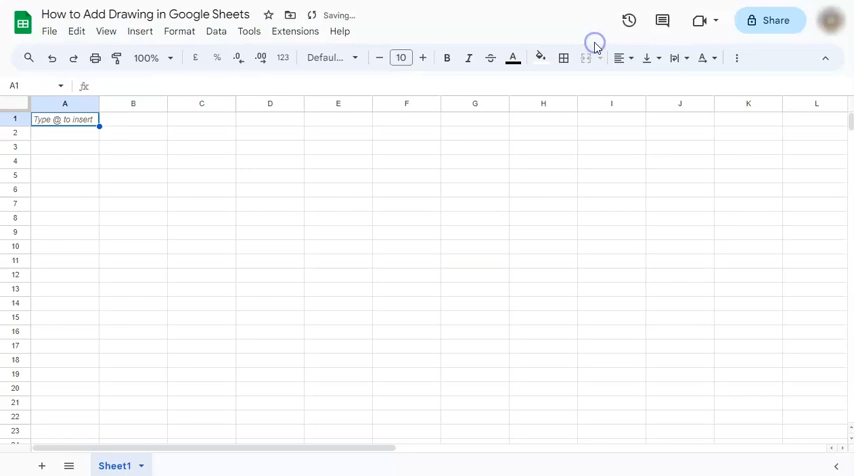 How to Add Drawing in Google Sheets Saving...
File Edit View Insert Format Data Tools Extensions Help
Share
100% £ % .0 .00 123 Defaul... − 10 + B I S A
A1 fx
A B C D E F G H I J K L
1 Type @ to insert
2
3
4
5
6
7
8
9
10
11
12
13
14
15
16
17
18
19
20
21
22
23
+ Sheet1